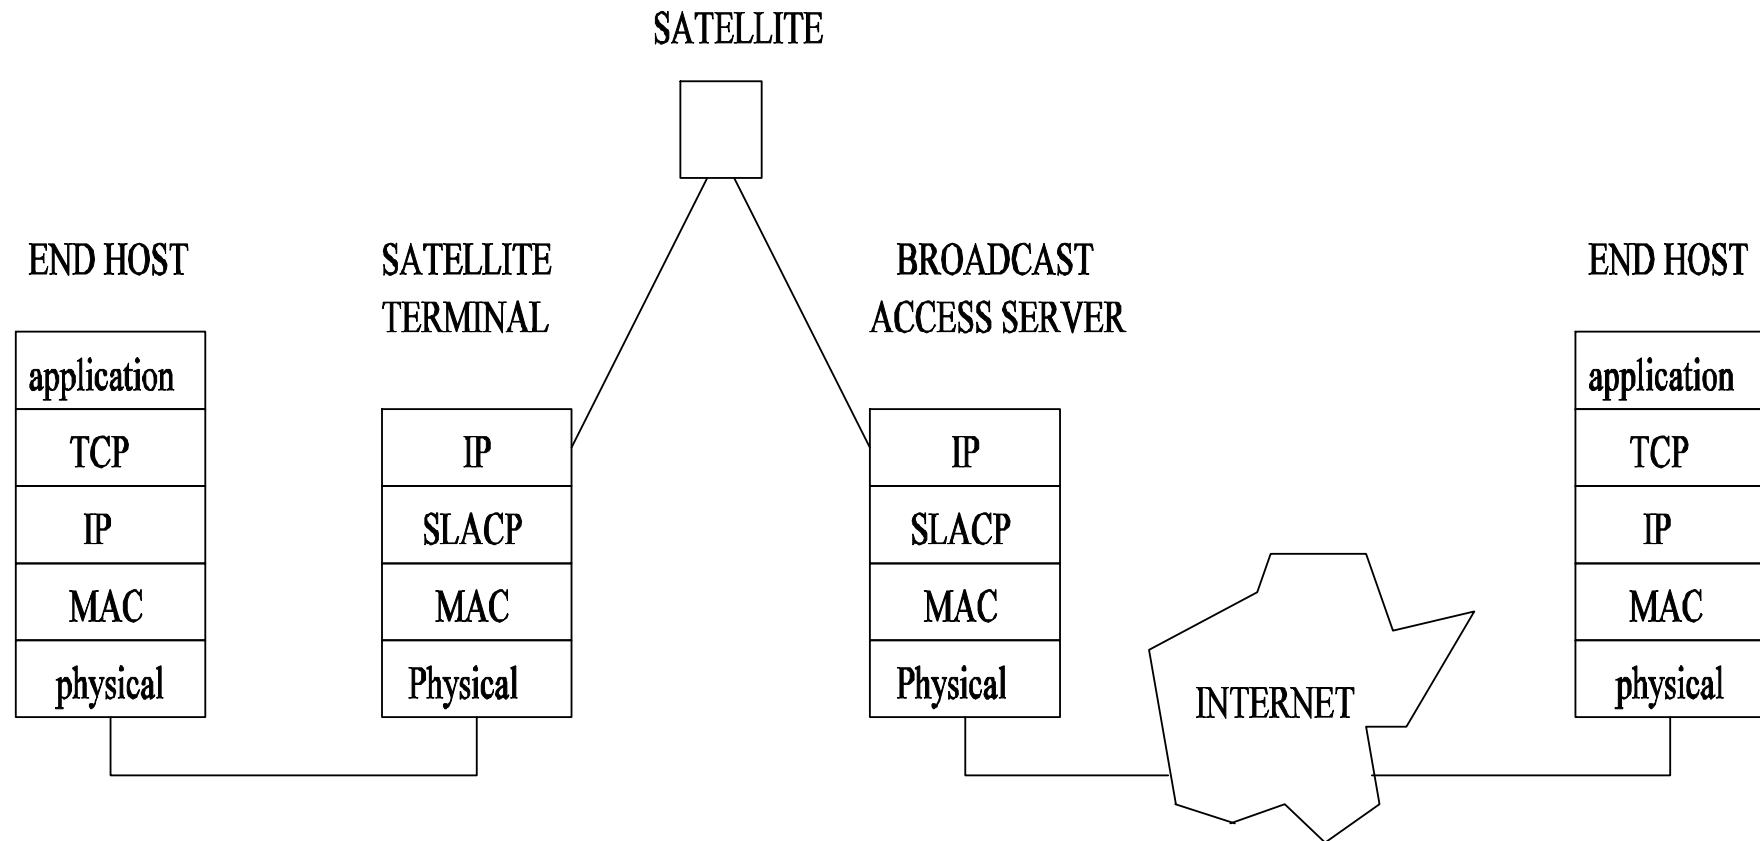 SATELLITE
END HOST
SATELLITE
TERMINAL
BROADCAST
ACCESS SERVER
END HOST
application
TCP
IP
MAC
physical
IP
SLACP
MAC
Physical
IP
SLACP
MAC
Physical
INTERNET
application
TCP
IP
MAC
physical